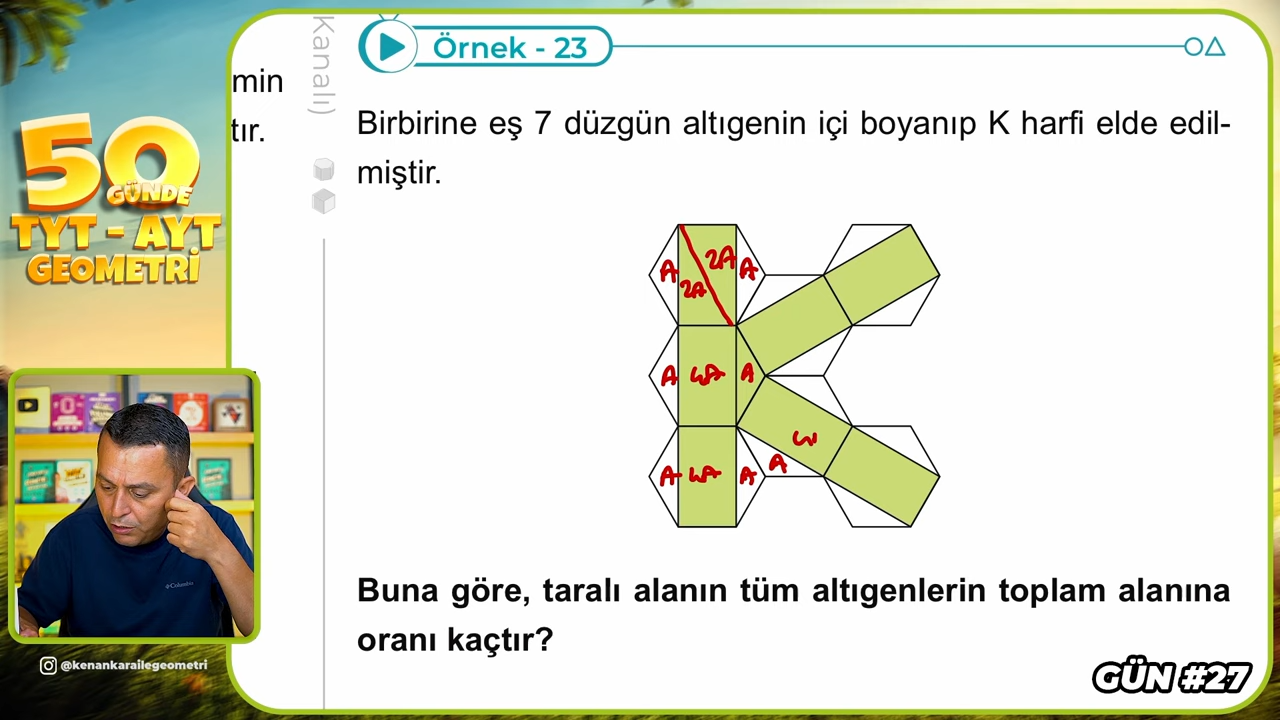 min
tır.
Kanalı)
Örnek - 23
Birbirine eş 7 düzgün altıgenin içi boyanıp K harfi elde edil-
miştir.
A 2A 2A A
A 4A A
A 4A A A 4
Buna göre, taralı alanın tüm altıgenlerin toplam alanına
oranı kaçtır?
50
GÜNDE
TYT - AYT
GEOMETRİ
Columbia
@kenankarailegeometri
GÜN #27